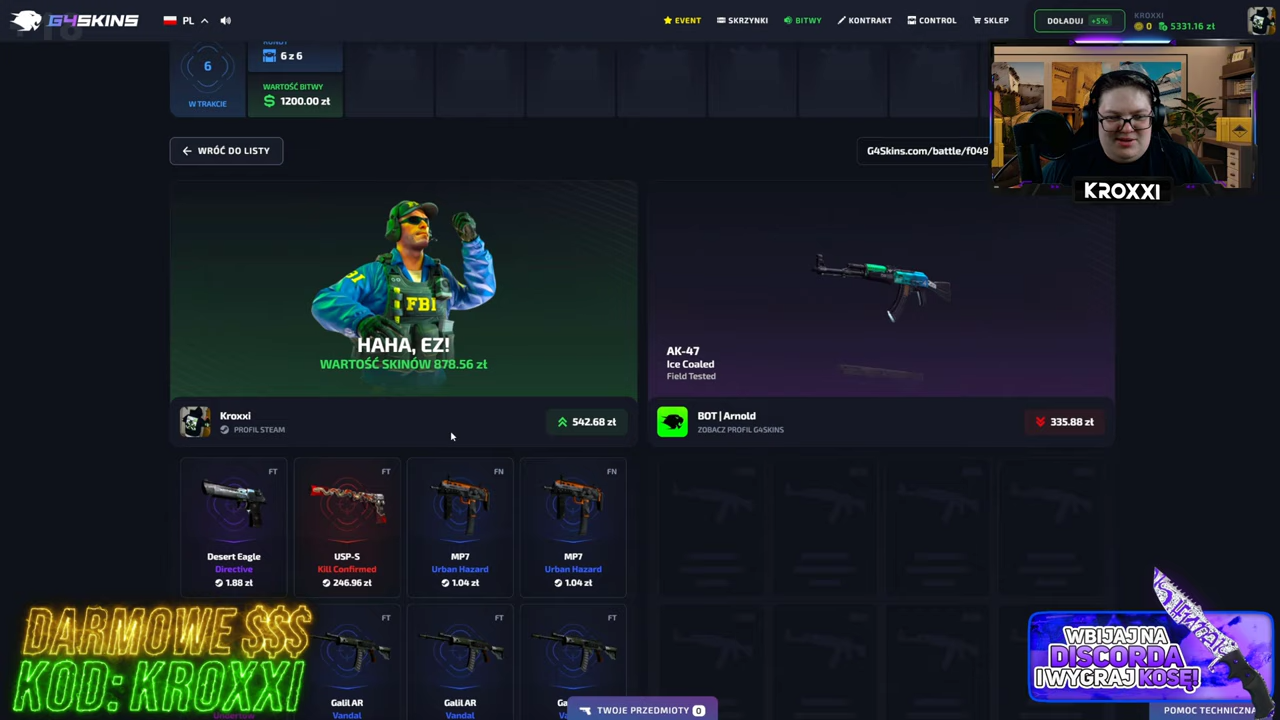 G4SKINS
PL
EVENT
SKRZYNKI
BITWY
KONTRAKT
CONTROL
SKLEP
DOŁADUJ +5%
KROXXI
0 5331.16 zł
6
W TRAKCIE
RUNDY
6 z 6
WARTOŚĆ BITWY
1200.00 zł
WRÓĆ DO LISTY
G4Skins.com/battle/f049
KROXXI
FBI
HAHA, EZ!
WARTOŚĆ SKINÓW 878.56 zł
AK-47
Ice Coaled
Field Tested
Kroxxi
PROFIL STEAM
542.68 zł
BOT | Arnold
ZOBACZ PROFIL G4SKINS
335.88 zł
FT
Desert Eagle
Directive
1.88 zł
FT
USP-S
Kill Confirmed
246.96 zł
FN
MP7
Urban Hazard
1.04 zł
FN
MP7
Urban Hazard
1.04 zł
FT
Galil AR
Vandal
FT
Galil AR
Vandal
FT
DARMOWE $$$
KOD: KROXXI
TWOJE PRZEDMIOTY 0
WBIJAJ NA
DISCORDA
I WYGRAJ KOSĘ!
POMOC TECHNICZNA